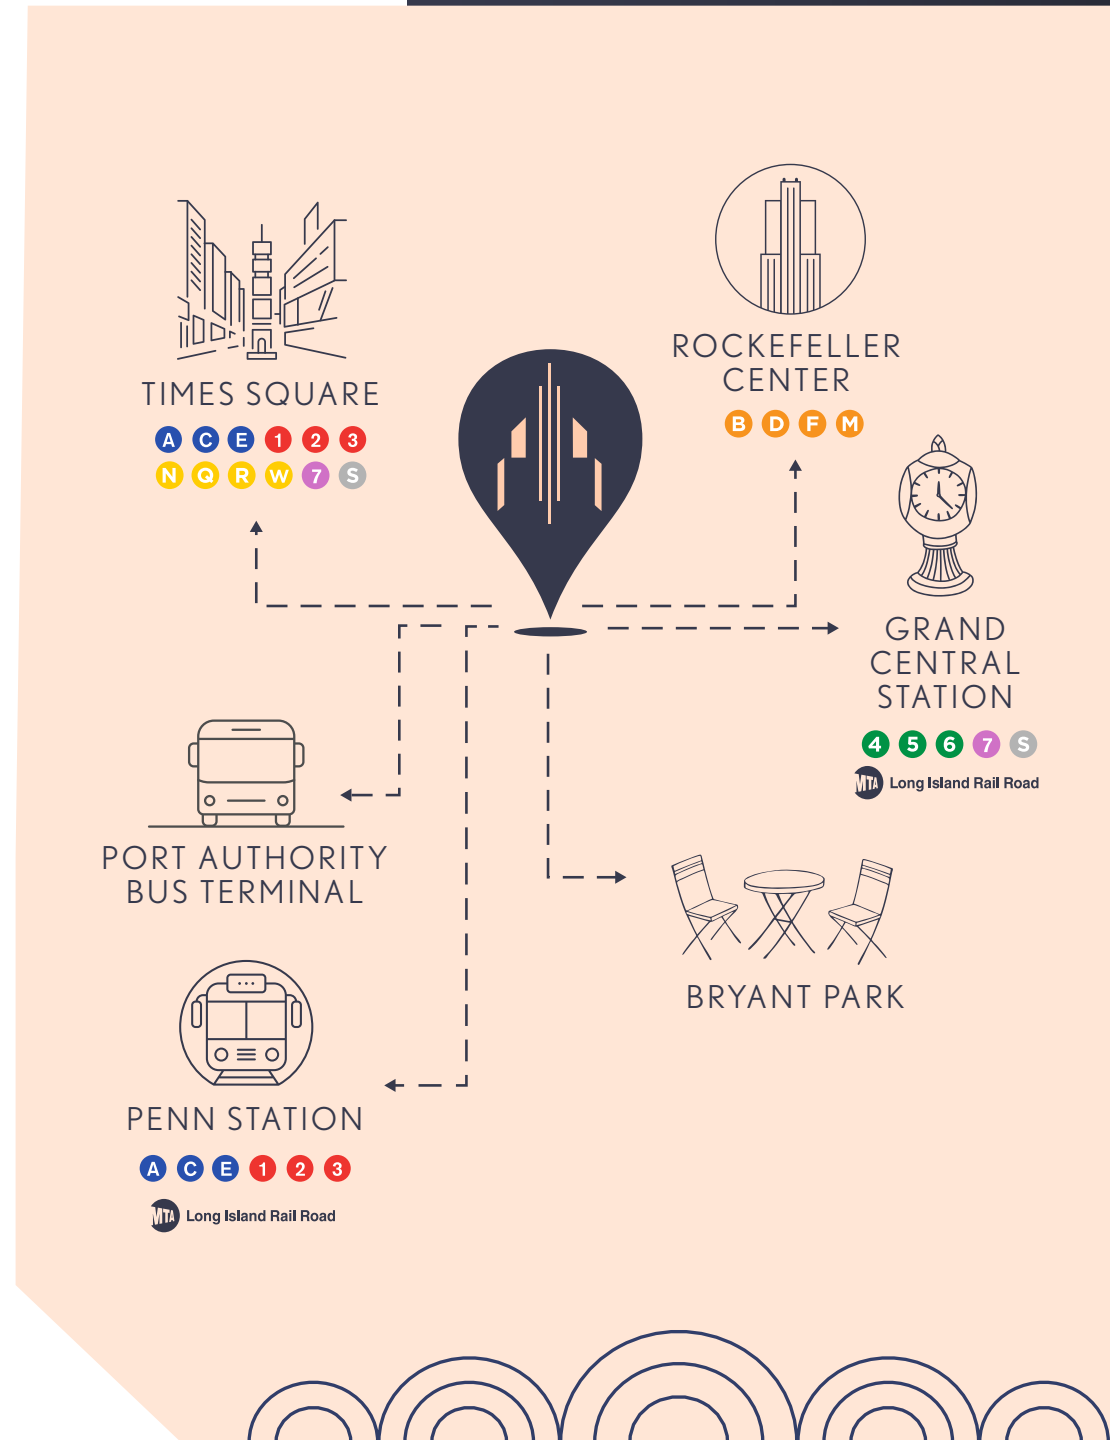 TIMES SQUARE
A C E 1 2 3
N Q R W 7 S
ROCKEFELLER
CENTER
B D F M
GRAND
CENTRAL
STATION
4 5 6 7 S
MTA Long Island Rail Road
PORT AUTHORITY
BUS TERMINAL
BRYANT PARK
PENN STATION
A C E 1 2 3
MTA Long Island Rail Road